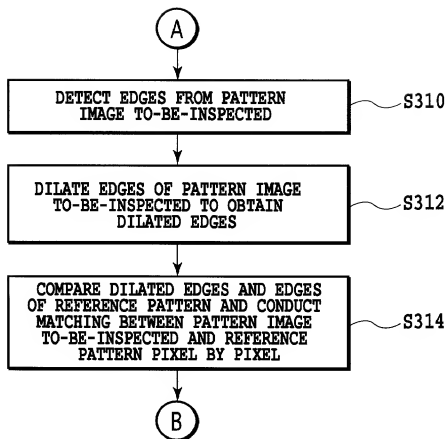 A
DETECT EDGES FROM PATTERN
IMAGE TO-BE-INSPECTED
S310
DILATE EDGES OF PATTERN IMAGE
TO-BE-INSPECTED TO OBTAIN
DILATED EDGES
S312
COMPARE DILATED EDGES AND EDGES
OF REFERENCE PATTERN AND CONDUCT
MATCHING BETWEEN PATTERN IMAGE
TO-BE-INSPECTED AND REFERENCE
PATTERN PIXEL BY PIXEL
S314
B